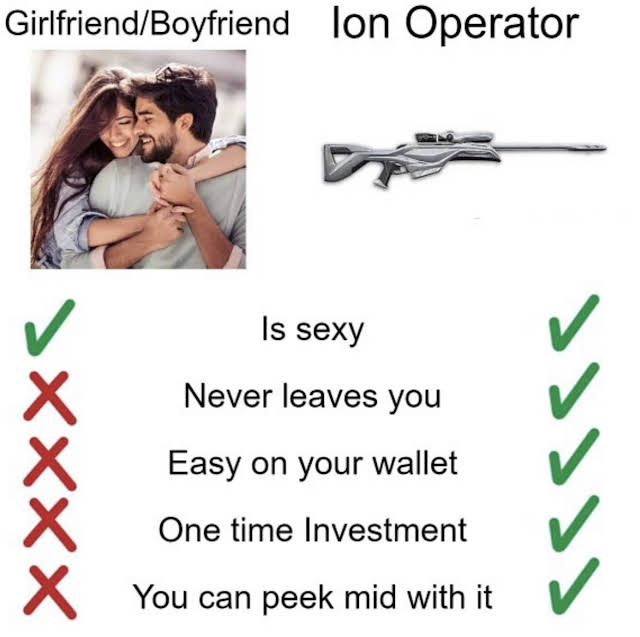 Girlfriend/Boyfriend Ion Operator
Is sexy
Never leaves you
Easy on your wallet
One time Investment
You can peek mid with it